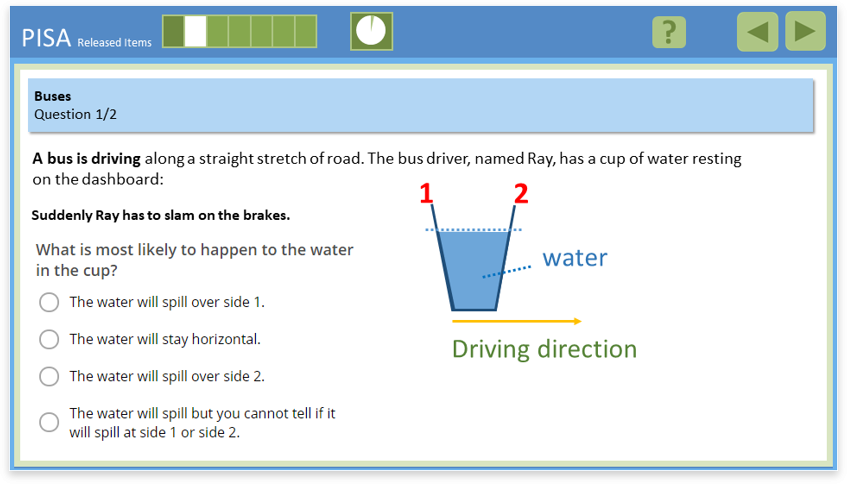 PISA Released Items
?
Buses
Question 1/2
A bus is driving along a straight stretch of road. The bus driver, named Ray, has a cup of water resting
on the dashboard:
1 2
Suddenly Ray has to slam on the brakes.
What is most likely to happen to the water
in the cup?
water
The water will spill over side 1.
The water will stay horizontal.
Driving direction
The water will spill over side 2.
The water will spill but you cannot tell if it
will spill at side 1 or side 2.